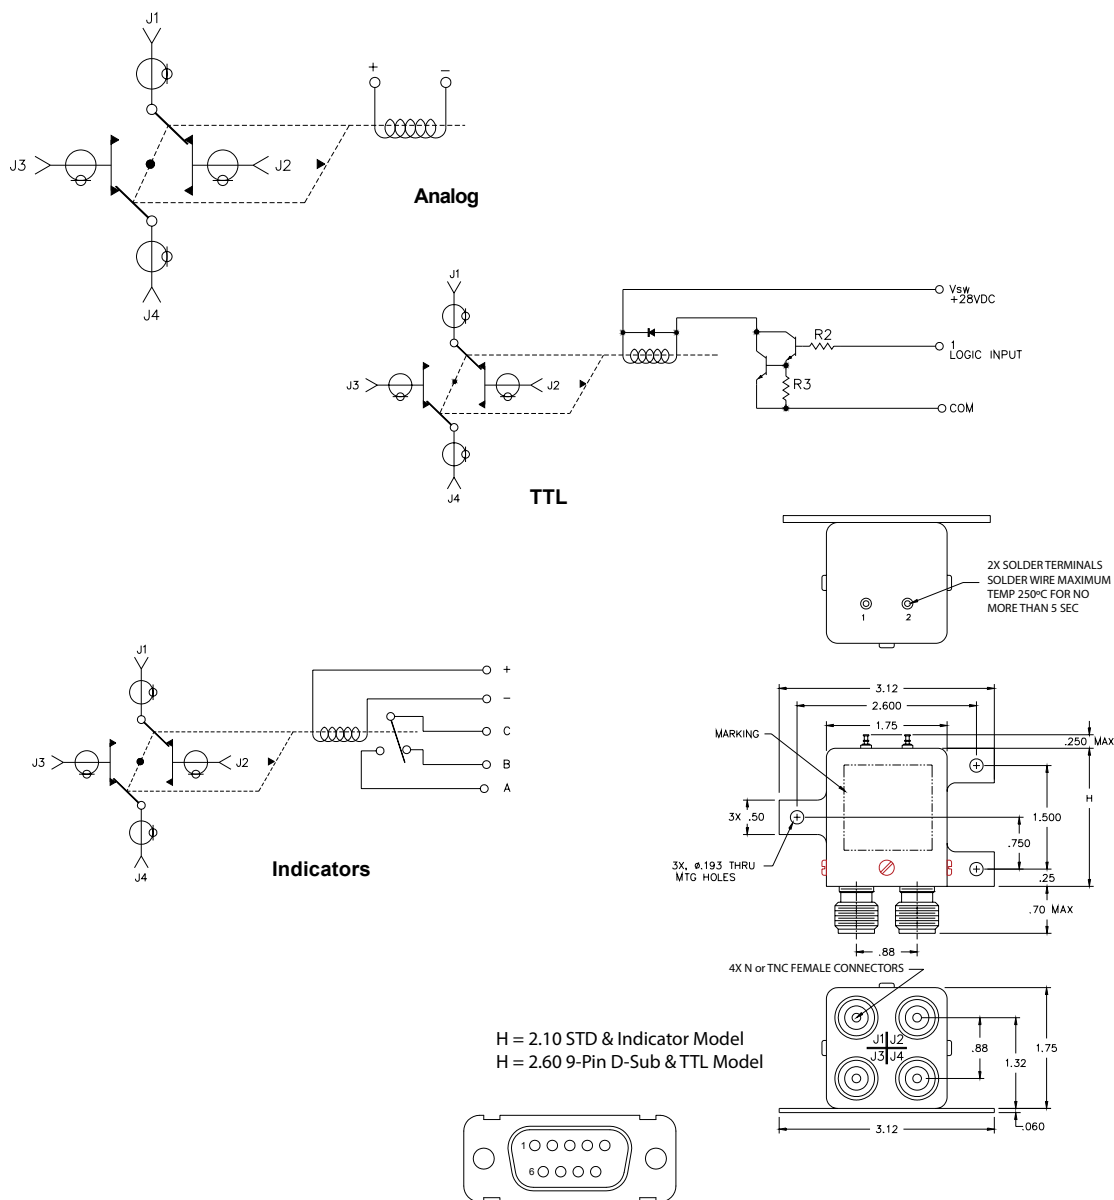 J1
+ −
J3
J2
Analog
J4
J1
Vsw
+28VDC
R2
1
LOGIC INPUT
J3
J2
R3
COM
J4
TTL
2X SOLDER TERMINALS
SOLDER WIRE MAXIMUM
TEMP 250ºC FOR NO
MORE THAN 5 SEC
1 2
J1
+
−
C
J3
J2
B
A
J4
Indicators
3.12
2.600
1.75
MARKING
.250 MAX
H
3X .50
1.500
.750
3X, ø.193 THRU
MTG HOLES
.25
.70 MAX
.88
4X N or TNC FEMALE CONNECTORS
H = 2.10 STD & Indicator Model
H = 2.60 9-Pin D-Sub & TTL Model
J1 J2
J3 J4
.88
1.32
1.75
.060
3.12
1
6